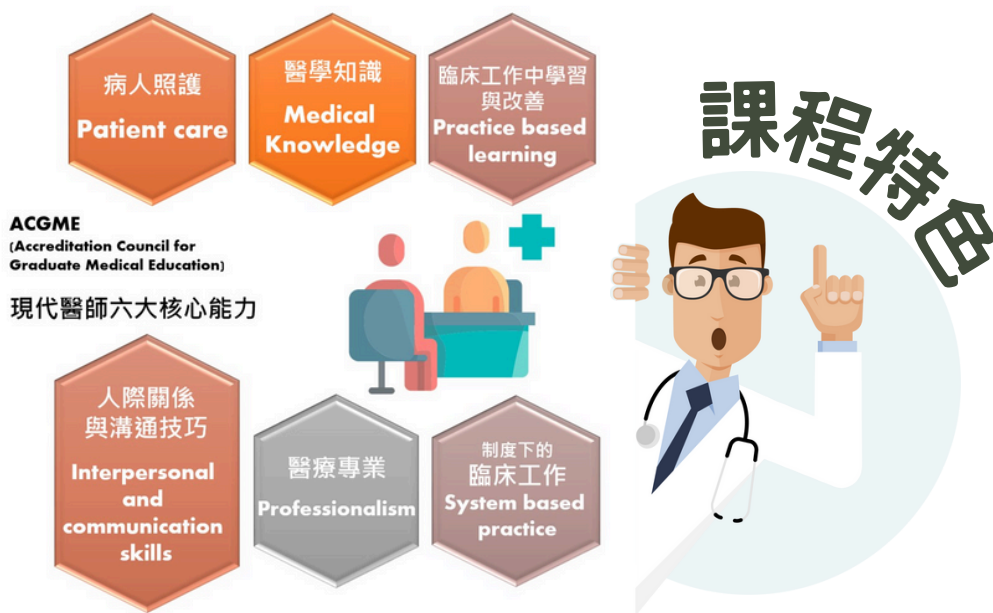 病人照護
Patient care
醫學知識
Medical
Knowledge
臨床工作中學習
與改善
Practice based
learning
課程特色
ACGME
(Accreditation Council for
Graduate Medical Education)
現代醫師六大核心能力
人際關係
與溝通技巧
Interpersonal
and
communication
skills
醫療專業
Professionalism
制度下的
臨床工作
System based
practice